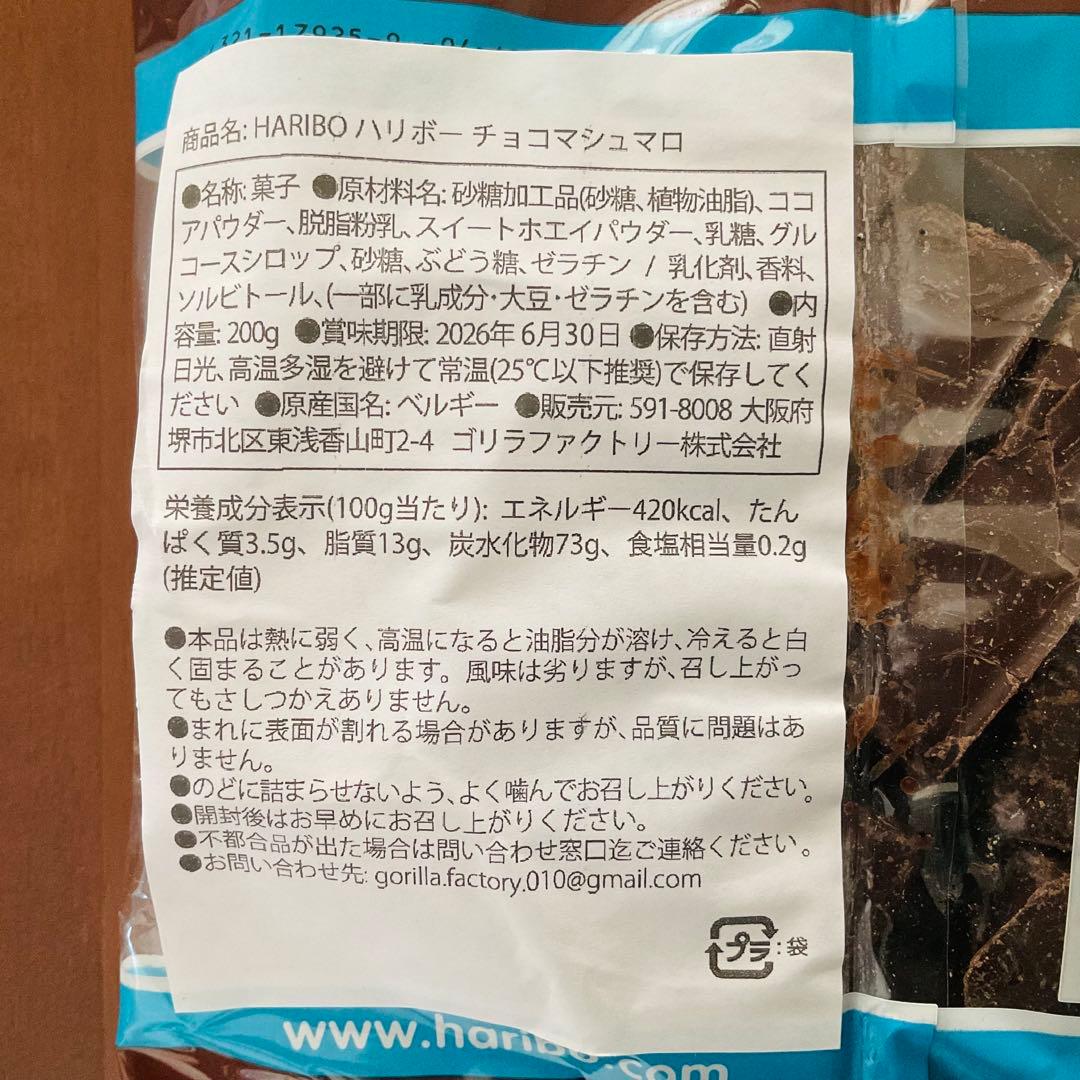 321-17925-9
商品名: HARIBO ハリボー チョコマシュマロ
●名称: 菓子 ●原材料名: 砂糖加工品(砂糖、植物油脂)、ココ
アパウダー、脱脂粉乳、スイートホエイパウダー、乳糖、グル
コースシロップ、砂糖、ぶどう糖、ゼラチン / 乳化剤、香料、
ソルビトール、(一部に乳成分・大豆・ゼラチンを含む) ●内
容量: 200g ●賞味期限: 2026年 6月30日 ●保存方法: 直射
日光、高温多湿を避けて常温(25℃以下推奨)で保存してく
ださい ●原産国名: ベルギー ●販売元: 591-8008 大阪府
堺市北区東浅香山町2-4 ゴリラファクトリー株式会社
栄養成分表示(100g当たり): エネルギー420kcal、たん
ぱく質3.5g、脂質13g、炭水化物73g、食塩相当量0.2g
(推定値)
●本品は熱に弱く、高温になると油脂分が溶け、冷えると白
く固まることがあります。風味は劣りますが、召し上がっ
てもさしつかえありません。
●まれに表面が割れる場合がありますが、品質に問題はあ
りません。
●のどに詰まらせないよう、よく噛んでお召し上がりください。
●開封後はお早めにお召し上がりください。
●不都合品が出た場合は問い合わせ窓口迄ご連絡ください。
●お問い合わせ先: gorilla.factory.010@gmail.com
プラ :袋
www.haribo.com